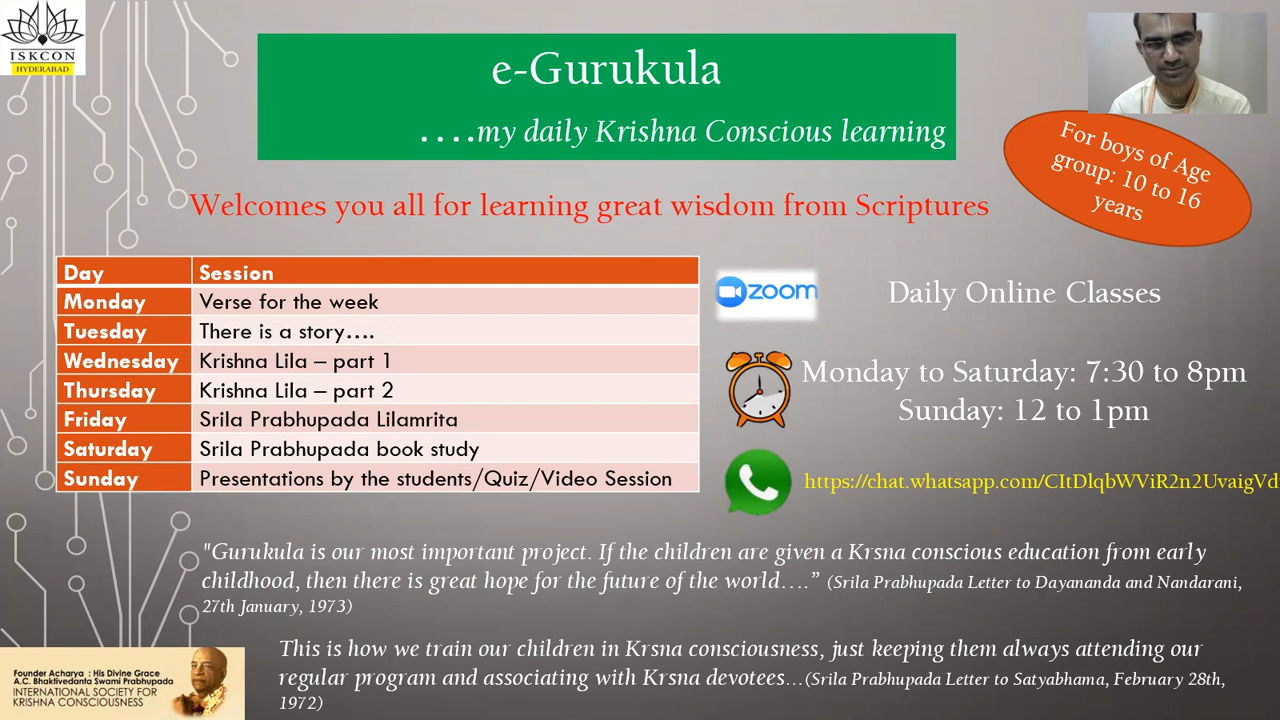 ISKCON
HYDERABAD
e-Gurukula
....my daily Krishna Conscious learning
For boys of Age
group: 10 to 16
years
Welcomes you all for learning great wisdom from Scriptures
Day Session
Monday Verse for the week
Tuesday There is a story....
Wednesday Krishna Lila – part 1
Thursday Krishna Lila – part 2
Friday Srila Prabhupada Lilamrita
Saturday Srila Prabhupada book study
Sunday Presentations by the students/Quiz/Video Session
zoom
Daily Online Classes
Monday to Saturday: 7:30 to 8pm
Sunday: 12 to 1pm
https://chat.whatsapp.com/CItDlqbWViR2n2UvaigVd
"Gurukula is our most important project. If the children are given a Krsna conscious education from early
childhood, then there is great hope for the future of the world....” (Srila Prabhupada Letter to Dayananda and Nandarani,
27th January, 1973)
This is how we train our children in Krsna consciousness, just keeping them always attending our
regular program and associating with Krsna devotees...(Srila Prabhupada Letter to Satyabhama, February 28th,
1972)
Founder Acharya : His Divine Grace
A.C. Bhaktivedanta Swami Prabhupada
INTERNATIONAL SOCIETY FOR
KRISHNA CONSCIOUSNESS